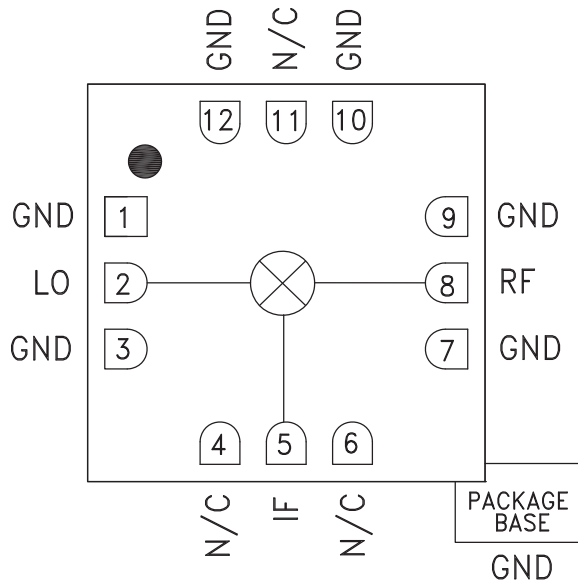 GND N/C GND
12 11 10
GND 1 9 GND
LO 2 8 RF
GND 3 7 GND
4 5 6
N/C IF N/C
PACKAGE
BASE
GND